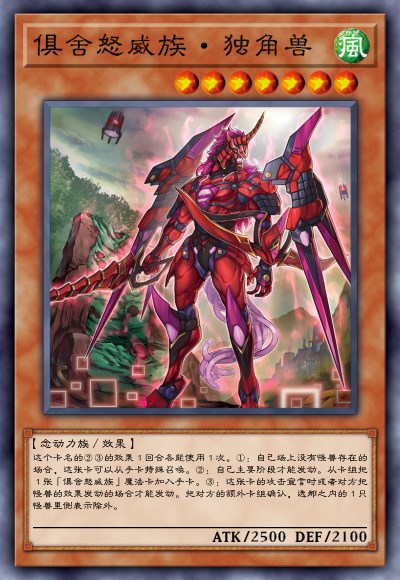 俱舍怒威族・独角兽
風
【念动力族／效果】
这个卡名的②③的效果1回合各能使用1次。①：自己场上没有怪兽存在的
场合，这张卡可以从手卡特殊召唤。②：自己主要阶段才能发动。从卡组把
1张「俱舍怒威族」魔法卡加入手卡。③：这张卡的攻击宣言时或者对方把
怪兽的效果发动的场合才能发动。把对方的额外卡组确认，选那之内的1只
怪兽里侧表示除外。
ATK/2500 DEF/2100